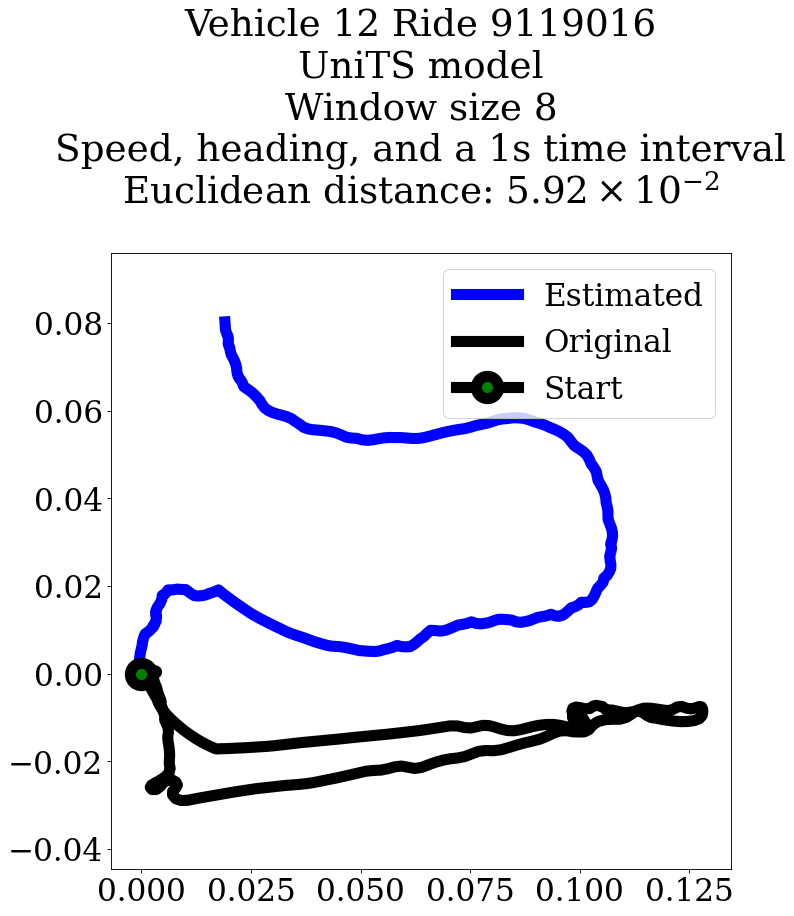 Vehicle 12 Ride 9119016
UniTS model
Window size 8
Speed, heading, and a 1s time interval
Euclidean distance: 5.92 × 10⁻²
Estimated
Original
Start
0.08
0.06
0.04
0.02
0.00
−0.02
−0.04
0.000 0.025 0.050 0.075 0.100 0.125